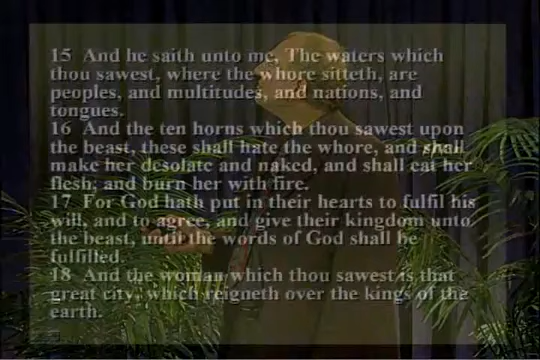 15 And he saith unto me, The waters which
thou sawest, where the whore sitteth, are
peoples, and multitudes, and nations, and
tongues.
16 And the ten horns which thou sawest upon
the beast, these shall hate the whore, and shall
make her desolate and naked, and shall eat her
flesh, and burn her with fire.
17 For God hath put in their hearts to fulfil his
will, and to agree, and give their kingdom unto
the beast, until the words of God shall be
fulfilled.
18 And the woman which thou sawest is that
great city, which reigneth over the kings of the
earth.